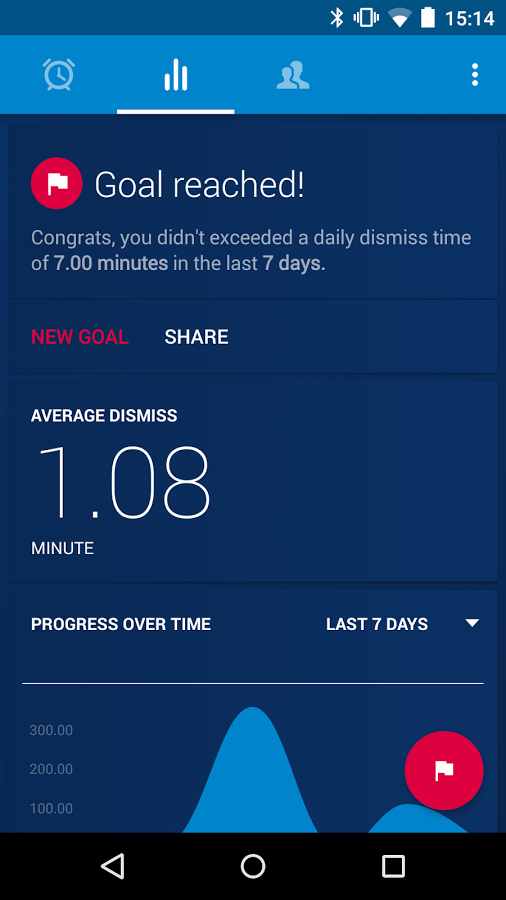 15:14
Goal reached!
Congrats, you didn't exceeded a daily dismiss time
of 7.00 minutes in the last 7 days.
NEW GOAL SHARE
AVERAGE DISMISS
1.08
MINUTE
PROGRESS OVER TIME LAST 7 DAYS
300.00
200.00
100.00